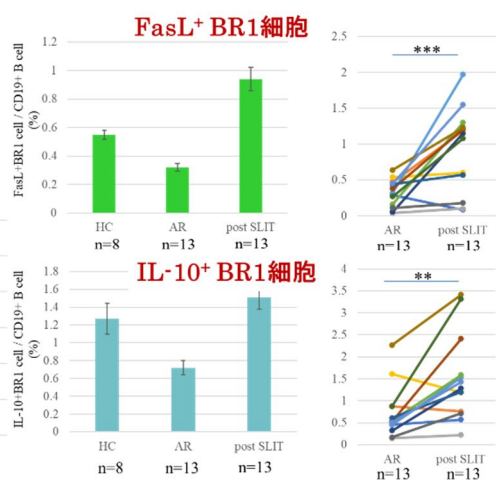 FasL⁺ BR1細胞
FasL+BR1 cell / CD19+ B cell
(%)
1.2
1
0.8
0.6
0.4
0.2
0
HC
AR
post SLIT
n=8
n=13
n=13
2.5
2
1.5
1
0.5
0
***
AR
post SLIT
n=13
n=13
IL-10⁺ BR1細胞
IL-10+BR1 cell / CD19+ B cell
(%)
1.8
1.6
1.4
1.2
1
0.8
0.6
0.4
0.2
0
HC
AR
post SLIT
n=8
n=13
n=13
4
3.5
3
2.5
2
1.5
1
0.5
0
**
AR
post SLIT
n=13
n=13